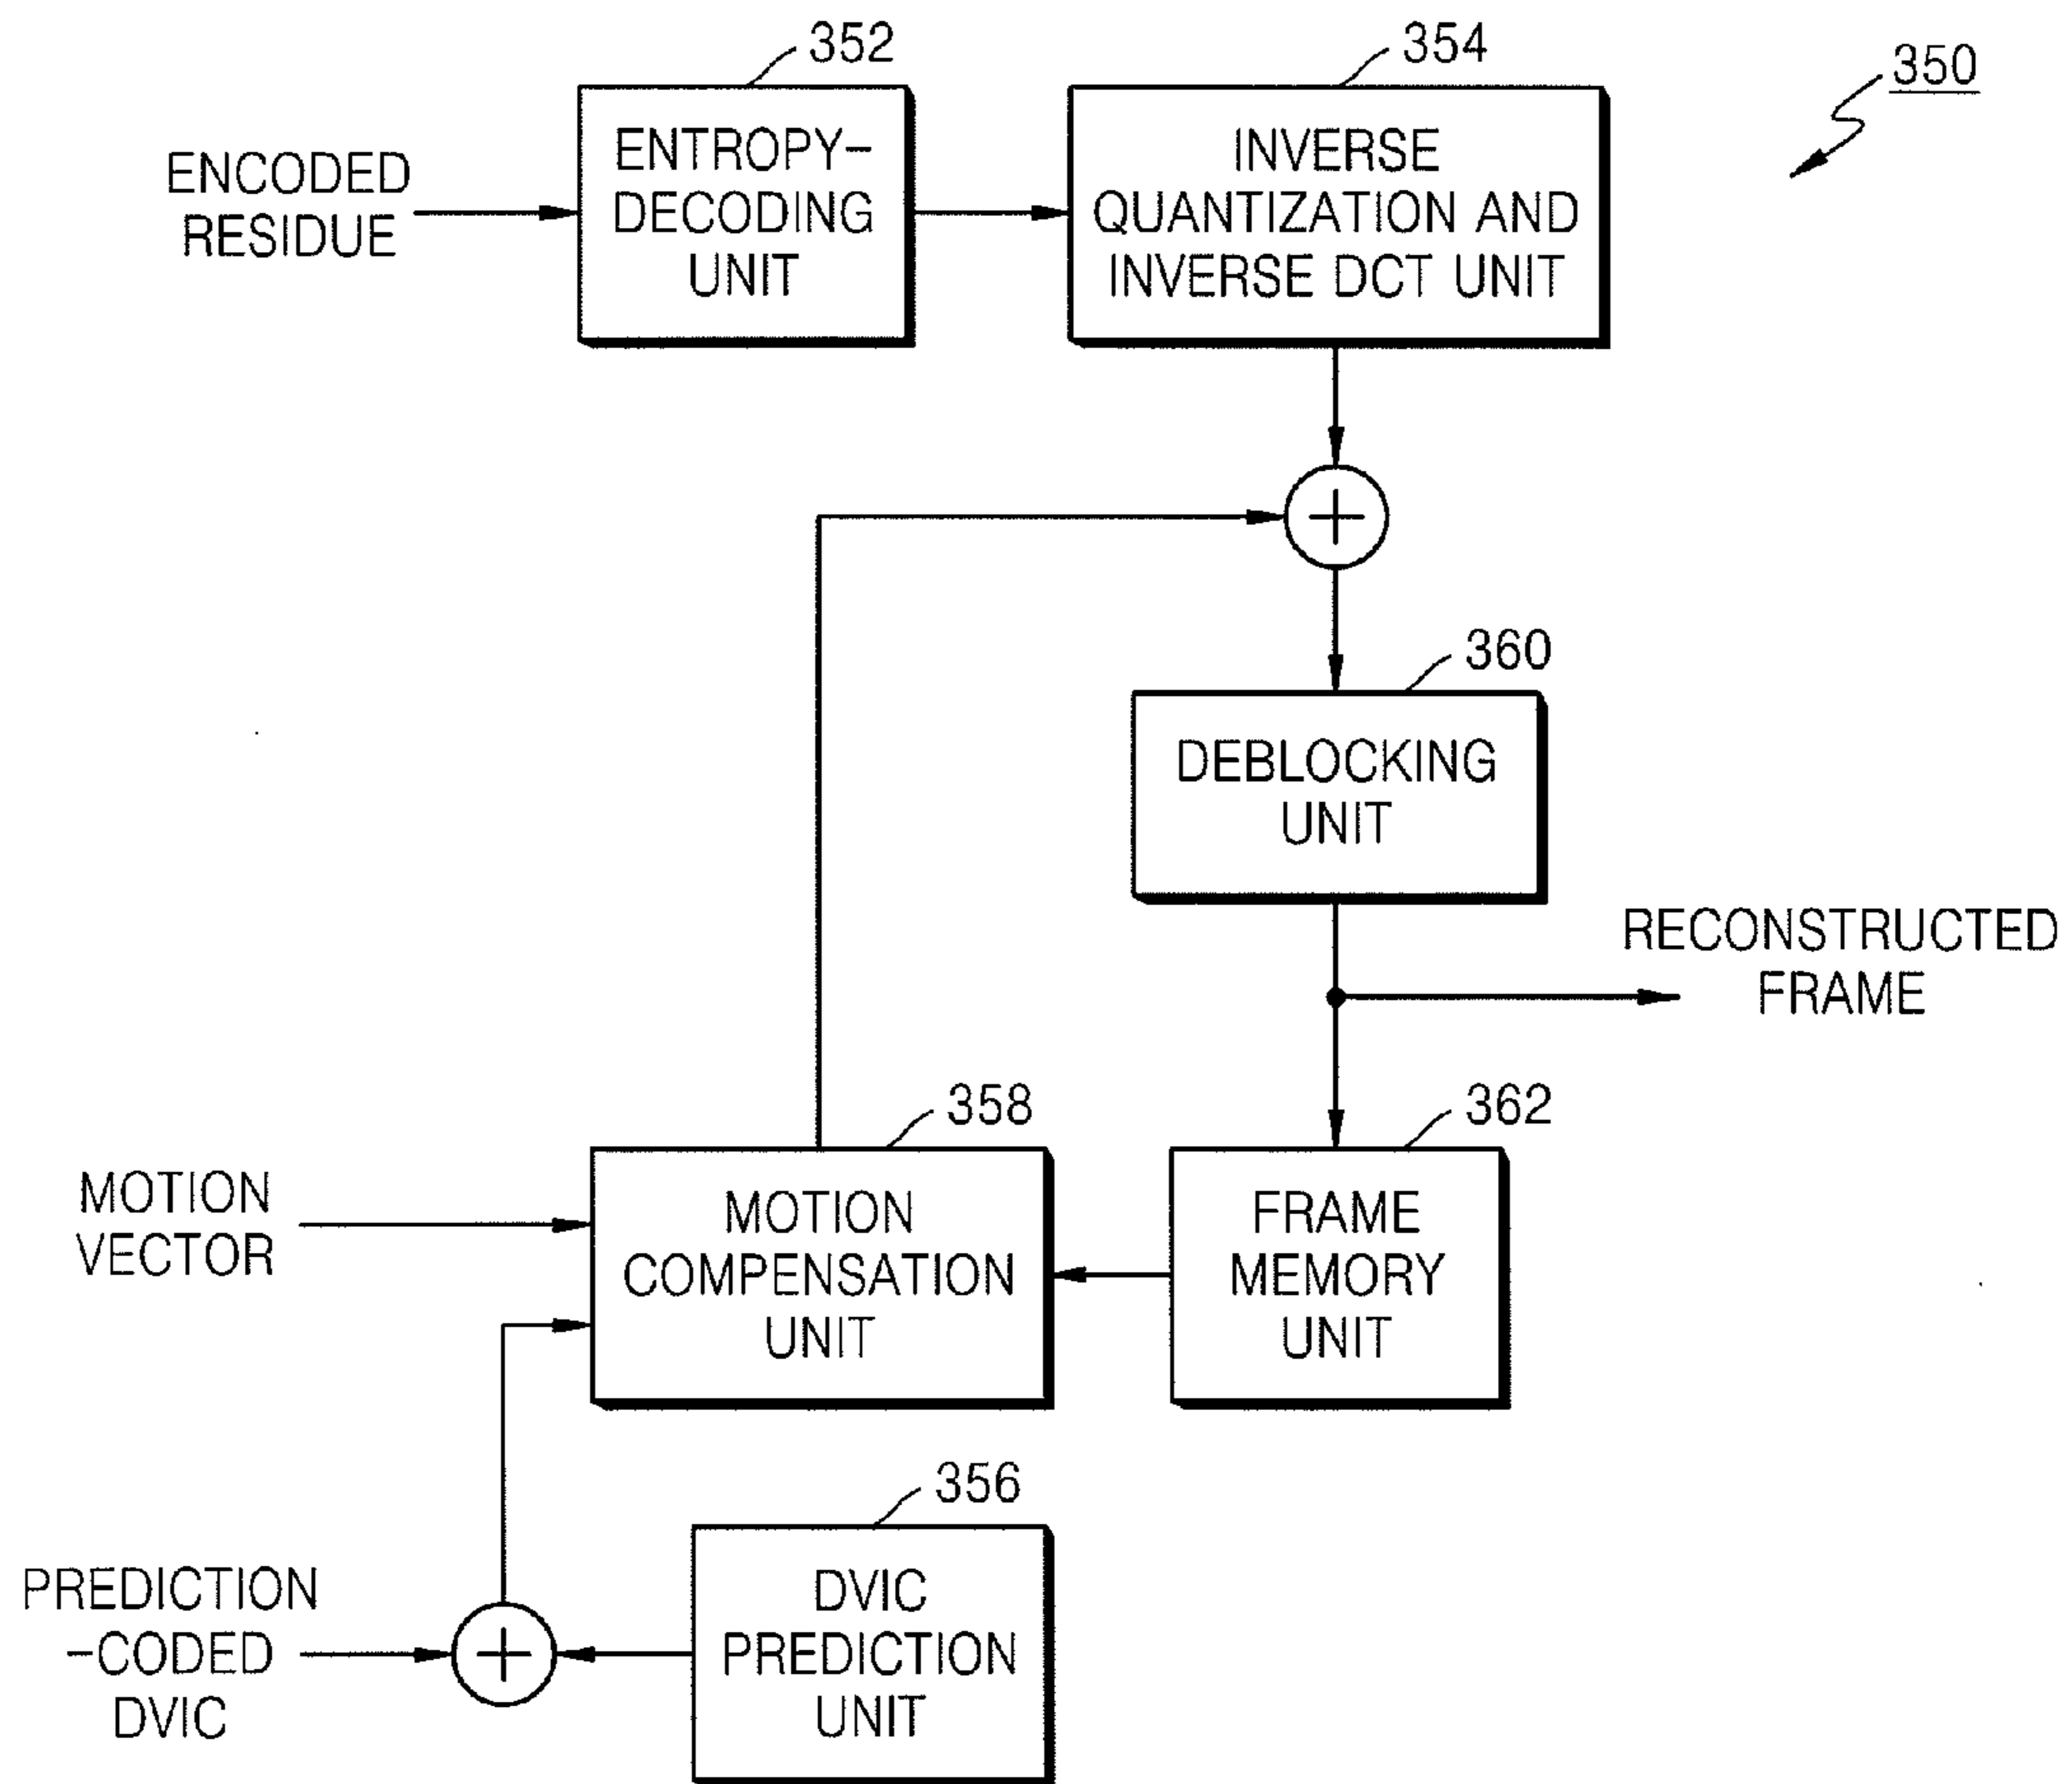 352
354
350
ENCODED
RESIDUE
ENTROPY-
DECODING
UNIT
INVERSE
QUANTIZATION AND
INVERSE DCT UNIT
360
DEBLOCKING
UNIT
RECONSTRUCTED
FRAME
358
362
MOTION
VECTOR
MOTION
COMPENSATION
UNIT
FRAME
MEMORY
UNIT
356
PREDICTION
-CODED
DVIC
DVIC
PREDICTION
UNIT